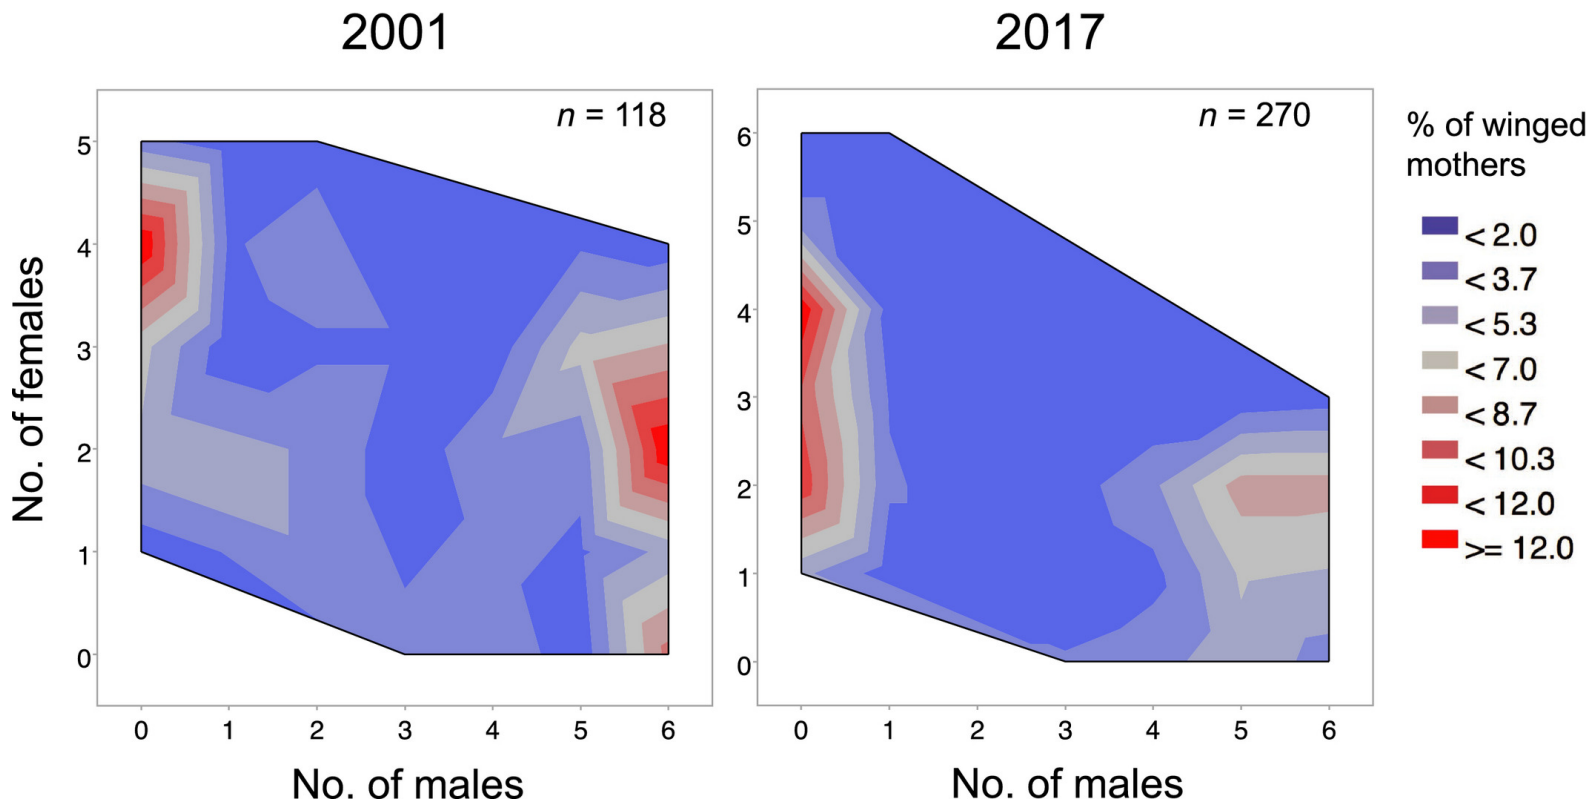 2001
2017
n = 118
n = 270
No. of females
5
4
3
2
1
0
0 1 2 3 4 5 6
No. of males
6
5
4
3
2
1
0
0 1 2 3 4 5 6
No. of males
% of winged
mothers
< 2.0
< 3.7
< 5.3
< 7.0
< 8.7
< 10.3
< 12.0
>= 12.0